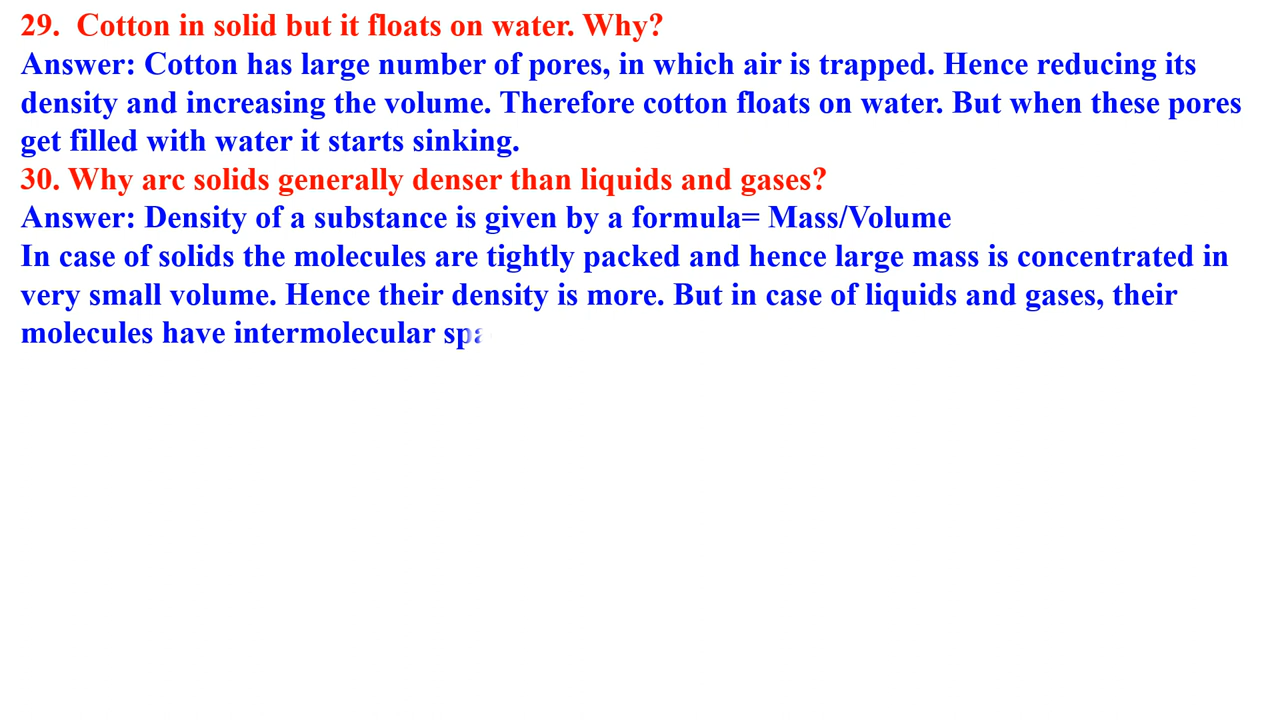 29.  Cotton in solid but it floats on water. Why?
Answer: Cotton has large number of pores, in which air is trapped. Hence reducing its
density and increasing the volume. Therefore cotton floats on water. But when these pores
get filled with water it starts sinking.
30. Why arc solids generally denser than liquids and gases?
Answer: Density of a substance is given by a formula= Mass/Volume
In case of solids the molecules are tightly packed and hence large mass is concentrated in
very small volume. Hence their density is more. But in case of liquids and gases, their
molecules have intermolecular